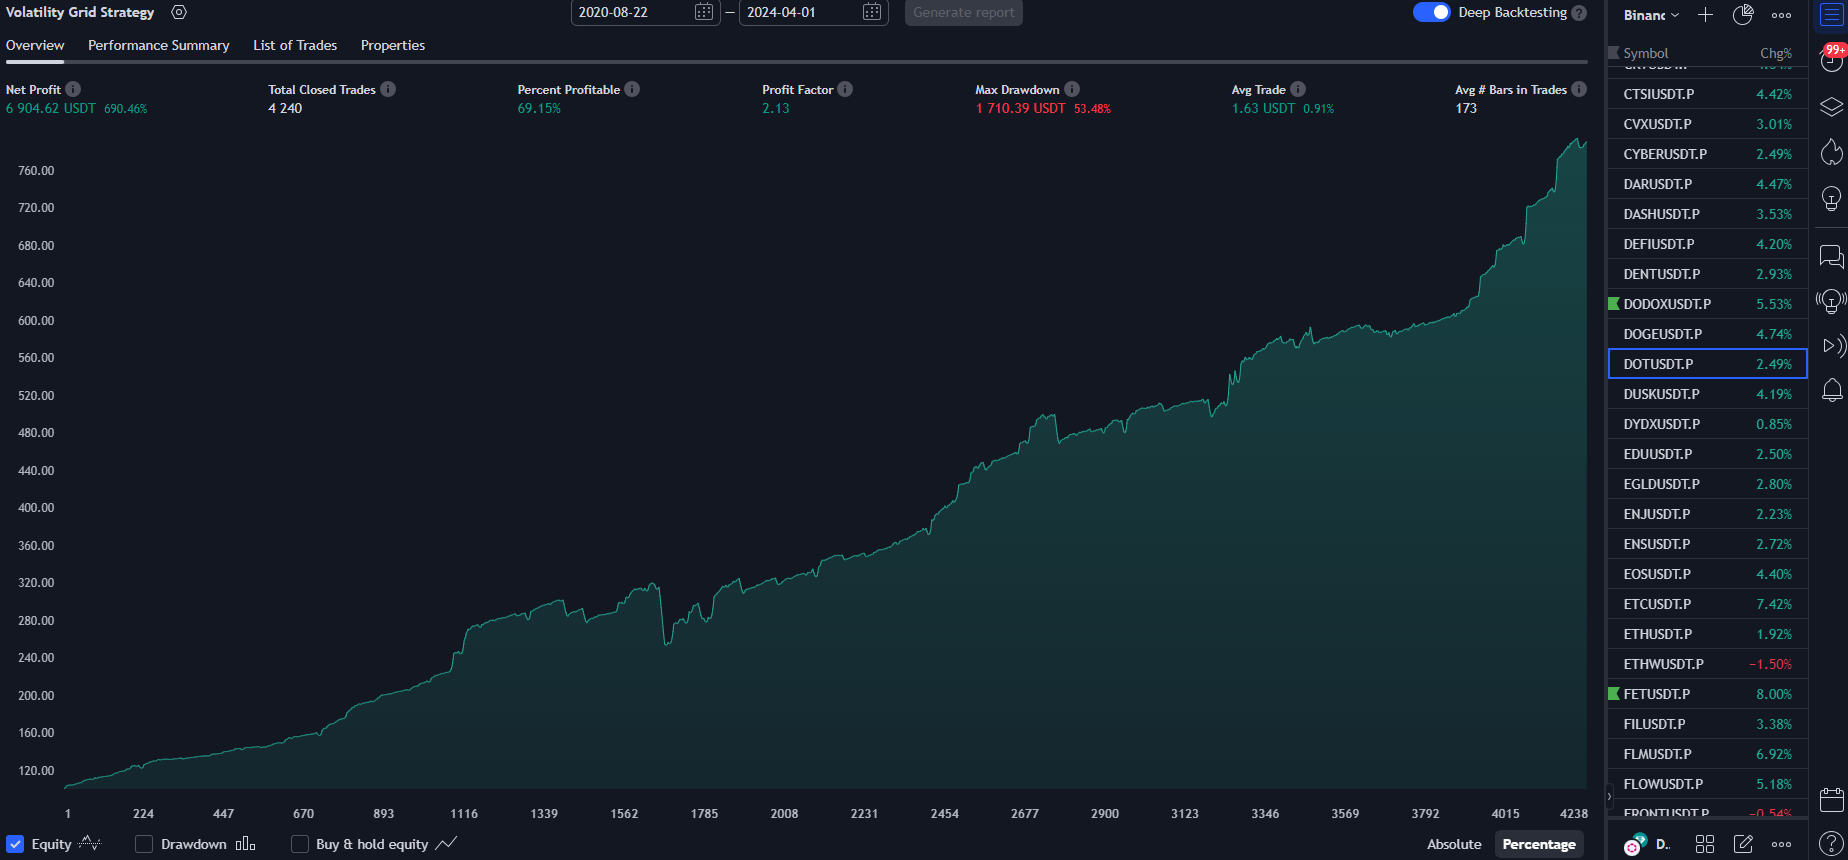 Volatility Grid Strategy
2020-08-22 — 2024-04-01 Generate report
Deep Backtesting ?
Overview Performance Summary List of Trades Properties
Net Profit Total Closed Trades Percent Profitable Profit Factor Max Drawdown Avg Trade Avg # Bars in Trades
6 904.62 USDT 690.46% 4 240 69.15% 2.13 1 710.39 USDT 53.48% 1.63 USDT 0.91% 173
760.00
720.00
680.00
640.00
600.00
560.00
520.00
480.00
440.00
400.00
360.00
320.00
280.00
240.00
200.00
160.00
120.00
1 224 447 670 893 1116 1339 1562 1785 2008 2231 2454 2677 2900 3123 3346 3569 3792 4015 4238
Equity Drawdown Buy & hold equity Absolute Percentage
Binanc
99+
Symbol Chg%
CTSIUSDT.P 4.42%
CVXUSDT.P 3.01%
CYBERUSDT.P 2.49%
DARUSDT.P 4.47%
DASHUSDT.P 3.53%
DEFIUSDT.P 4.20%
DENTUSDT.P 2.93%
DODOXUSDT.P 5.53%
DOGEUSDT.P 4.74%
DOTUSDT.P 2.49%
DUSKUSDT.P 4.19%
DYDXUSDT.P 0.85%
EDUUSDT.P 2.50%
EGLDUSDT.P 2.80%
ENJUSDT.P 2.23%
ENSUSDT.P 2.72%
EOSUSDT.P 4.40%
ETCUSDT.P 7.42%
ETHUSDT.P 1.92%
ETHWUSDT.P −1.50%
FETUSDT.P 8.00%
FILUSDT.P 3.38%
FLMUSDT.P 6.92%
FLOWUSDT.P 5.18%
FRONTUSDT.P −0.54%
D..